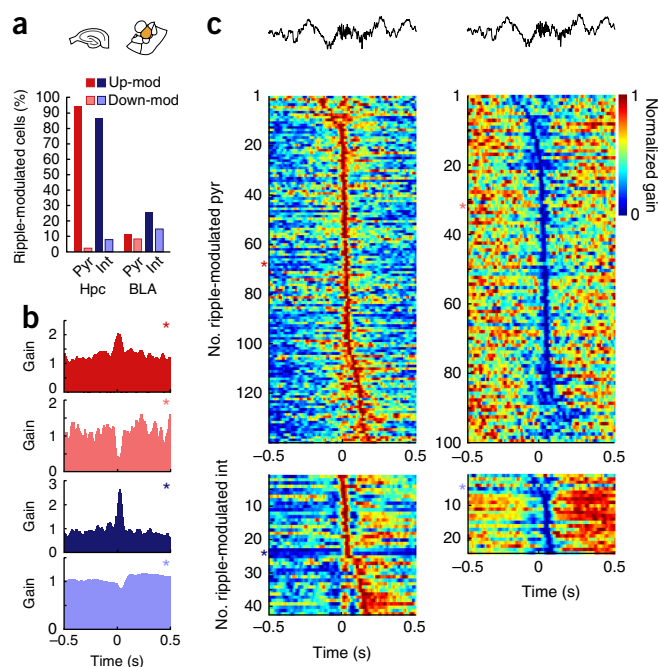 a
c
Up-mod
Down-mod
Ripple-modulated cells (%)
100
90
80
70
60
50
40
30
20
10
0
Pyr Int Pyr Int
Hpc BLA
b
Gain
2
1
0
*
Gain
2
1
0
*
Gain
3
2
1
0
*
Gain
1
0
*
–0.5 0 0.5
Time (s)
No. ripple-modulated pyr
1
20
40
60
*
80
100
120
–0.5 0 0.5
1
20
*
40
60
80
100
–0.5 0 0.5
Time (s)
1
0
Normalized gain
No. ripple-modulated int
10
20
*
30
40
–0.5 0 0.5
Time (s)
*
10
20
–0.5 0 0.5
Time (s)